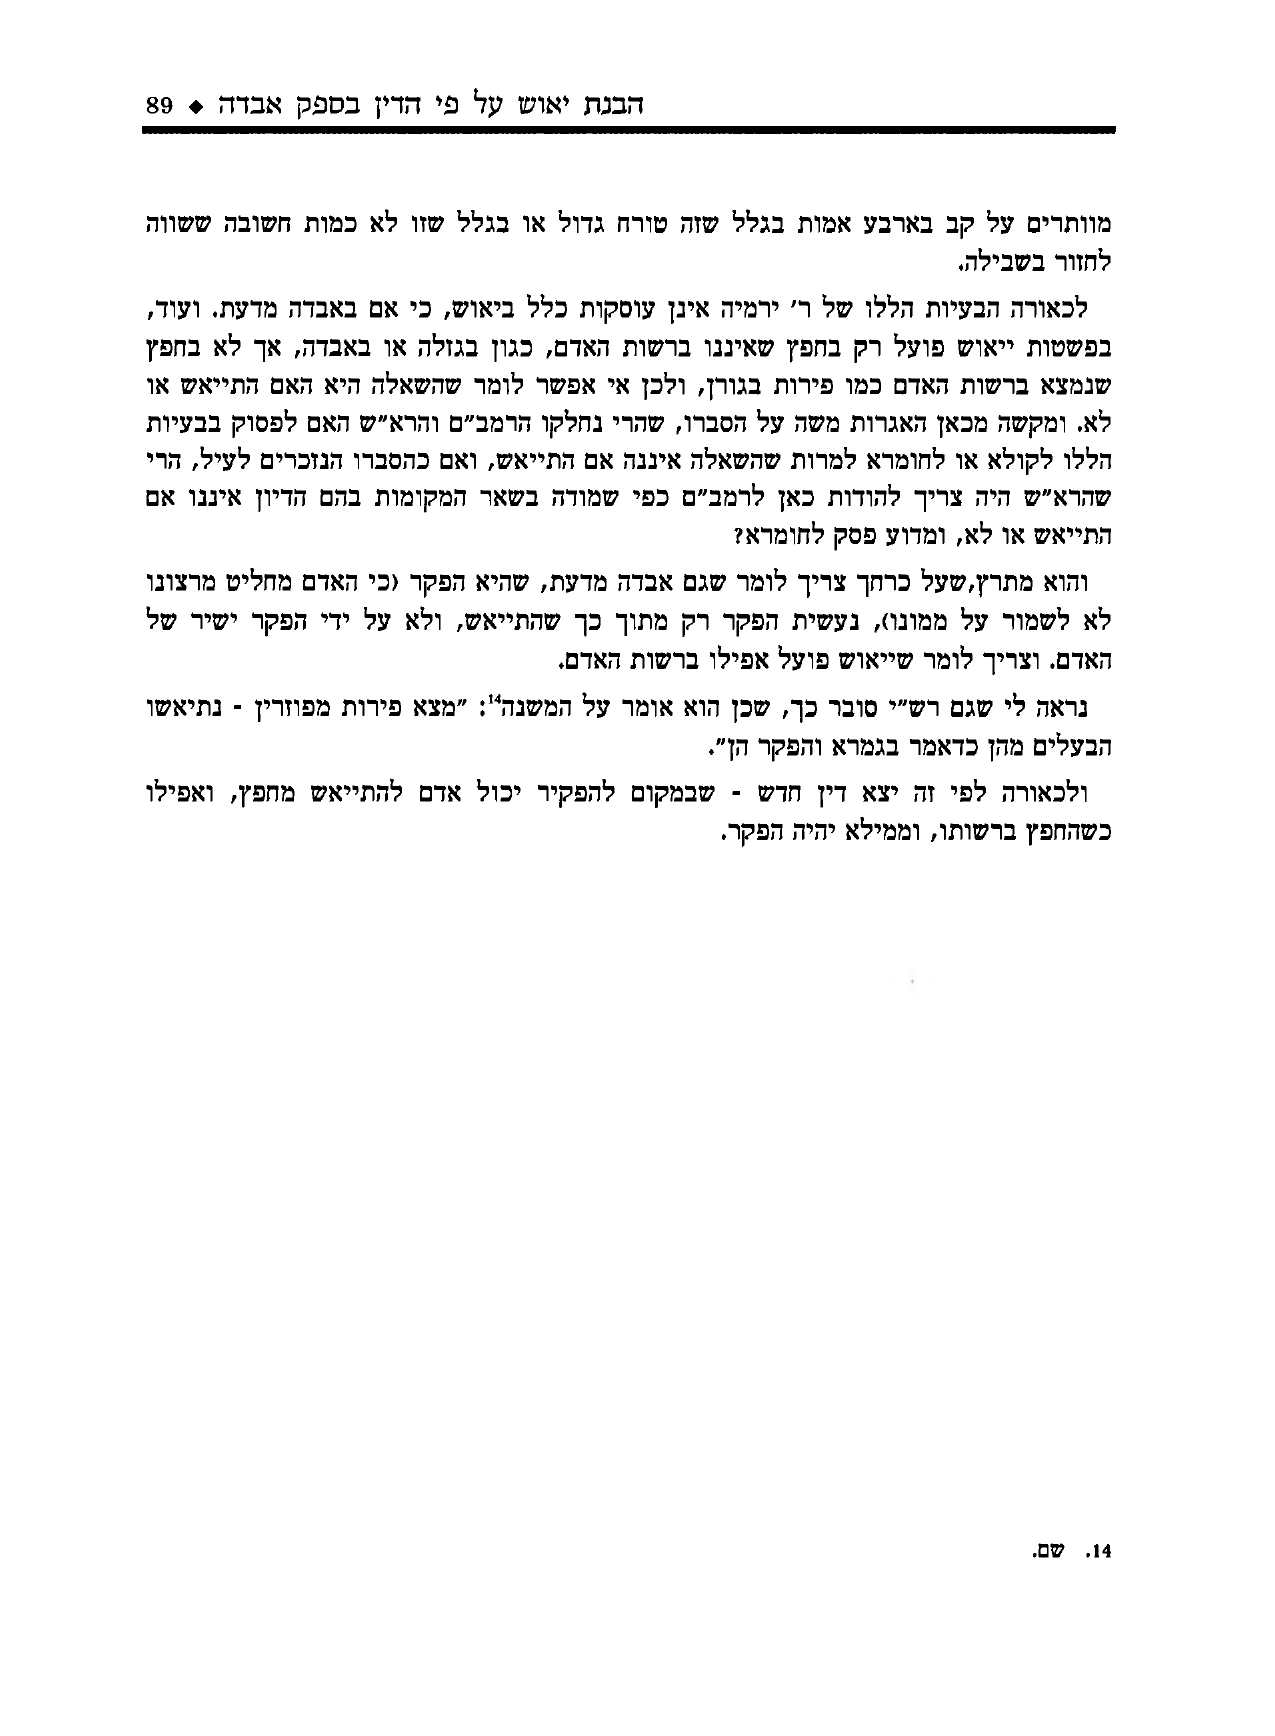 הבנת יאוש על פי הדין בספק אבדה ◆ 89
מוותרים על קב בארבע אמות בגלל שזה טורח גדול או בגלל שזו לא כמות חשובה ששווה
לחזור בשבילה.
לכאורה הבעיות הללו של ר' ירמיה אינן עוסקות כלל ביאוש, כי אם באבדה מדעת. ועוד,
בפשטות ייאוש פועל רק בחפץ שאיננו ברשות האדם, כגון בגזלה או באבדה, אך לא בחפץ
שנמצא ברשות האדם כמו פירות בגורן, ולכן אי אפשר לומר שהשאלה היא האם התייאש או
לא. ומקשה מכאן האגרות משה על הסברו, שהרי נחלקו הרמב"ם והרא"ש האם לפסוק בבעיות
הללו לקולא או לחומרא למרות שהשאלה איננה אם התייאש, ואם כהסברו הנזכרים לעיל, הרי
שהרא"ש היה צריך להודות כאן לרמב"ם כפי שמודה בשאר המקומות בהם הדיון איננו אם
התייאש או לא, ומדוע פסק לחומרא?
והוא מתרץ,שעל כרחך צריך לומר שגם אבדה מדעת, שהיא הפקר (כי האדם מחליט מרצונו
לא לשמור על ממונו), נעשית הפקר רק מתוך כך שהתייאש, ולא על ידי הפקר ישיר של
האדם. וצריך לומר שייאוש פועל אפילו ברשות האדם.
נראה לי שגם רש"י סובר כך, שכן הוא אומר על המשנה14: "מצא פירות מפוזרין - נתיאשו
הבעלים מהן כדאמר בגמרא והפקר הן".
ולכאורה לפי זה יצא דין חדש - שבמקום להפקיר יכול אדם להתייאש מחפץ, ואפילו
כשהחפץ ברשותו, וממילא יהיה הפקר.
14. שם.